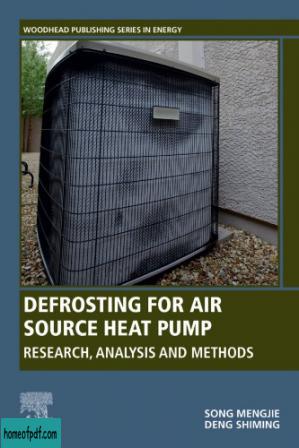 WOODHEAD PUBLISHING SERIES IN ENERGY
DEFROSTING FOR AIR
SOURCE HEAT PUMP
RESEARCH, ANALYSIS AND METHODS
SONG MENGJIE
DENG SHIMING
homeofpdf.com